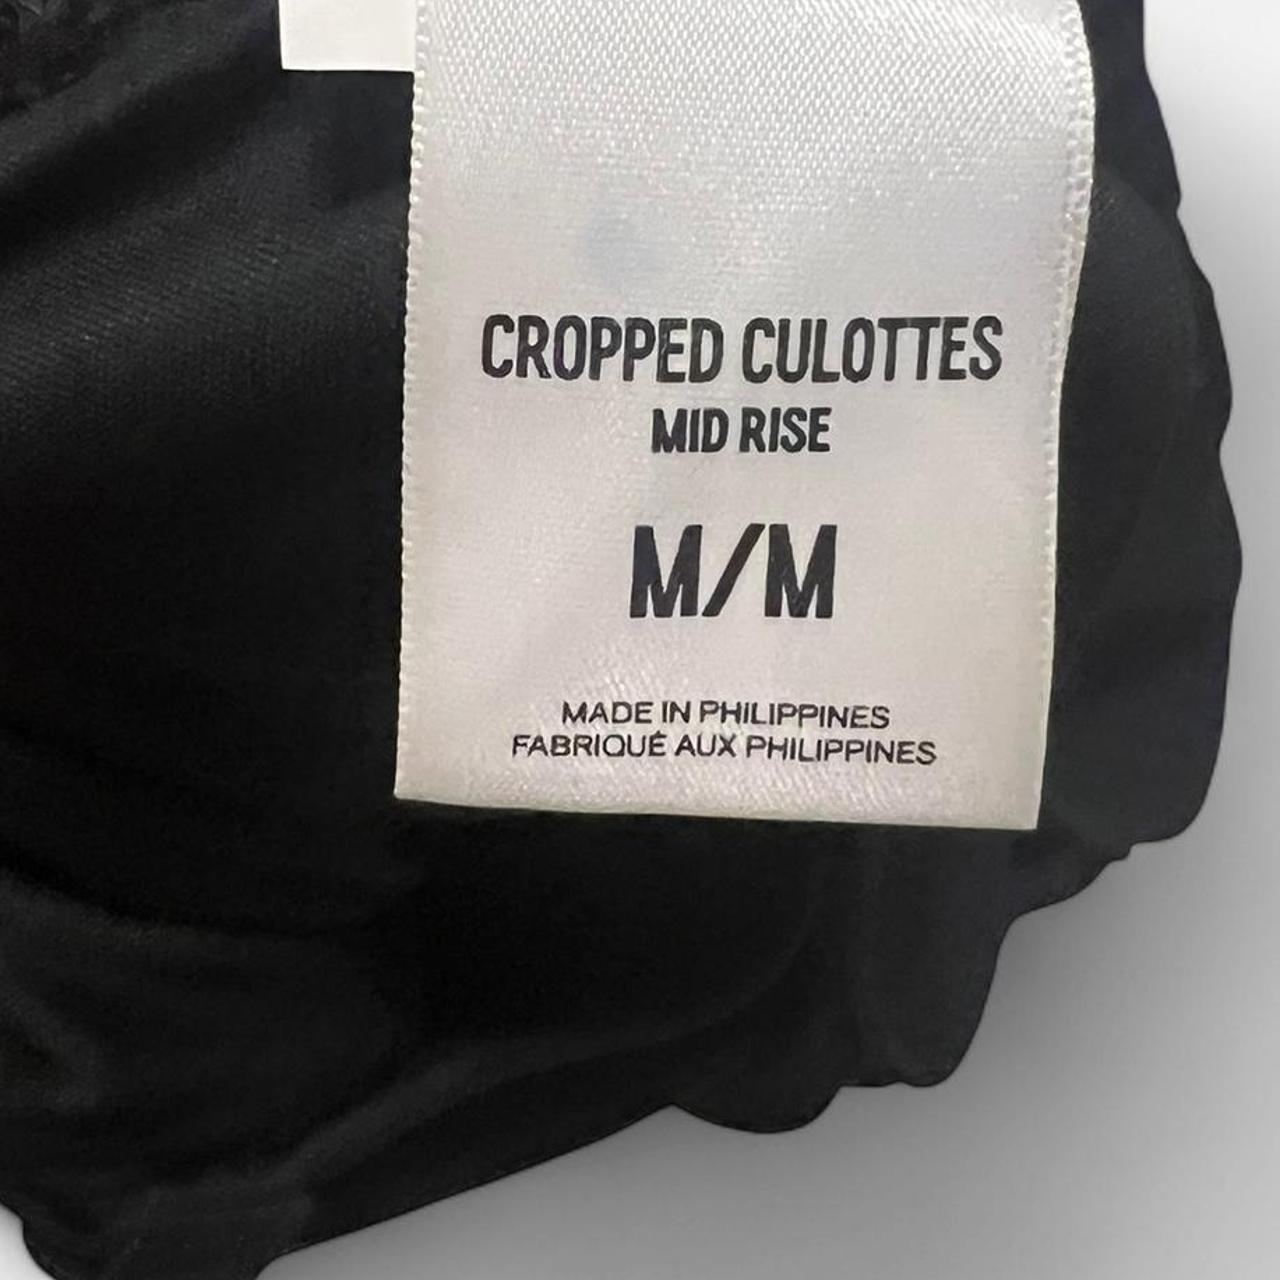 CROPPED CULOTTES
MID RISE
M/M
MADE IN PHILIPPINES
FABRIQUÉ AUX PHILIPPINES